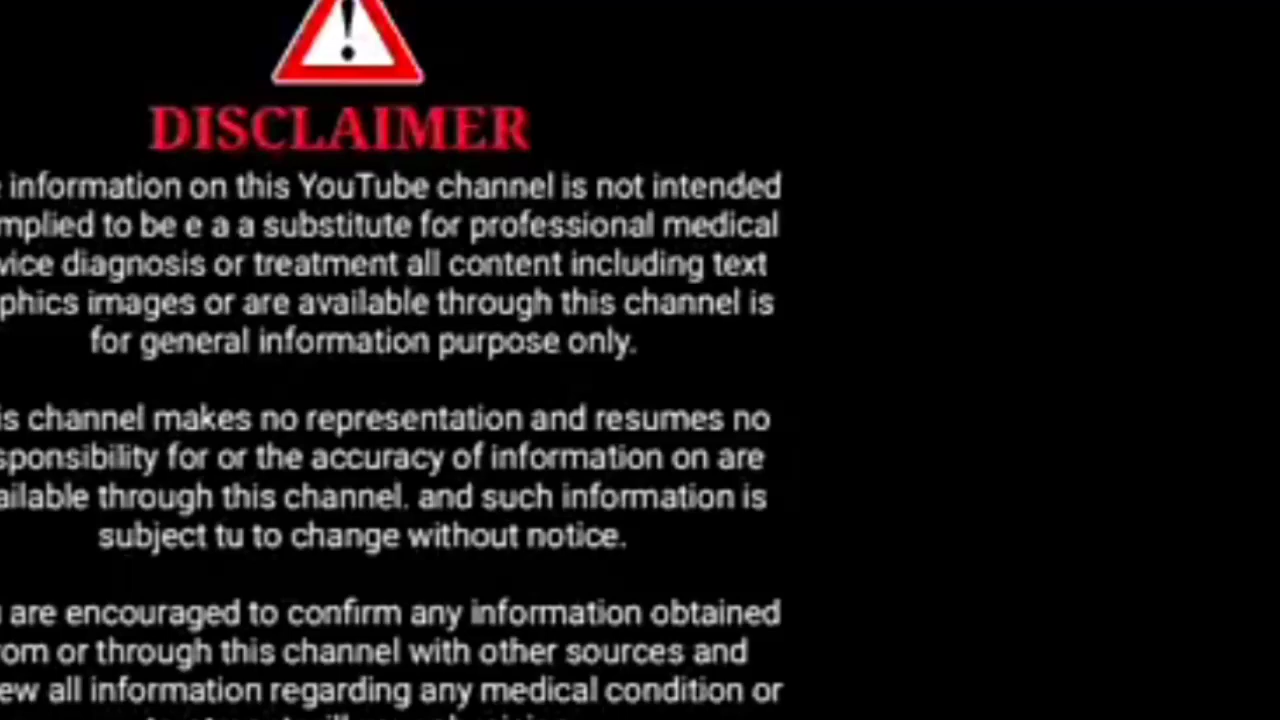 DISCLAIMER
information on this YouTube channel is not intended
mplied to be e a a substitute for professional medical
vice diagnosis or treatment all content including text
phics images or are available through this channel is
for general information purpose only.
is channel makes no representation and resumes no
sponsibility for or the accuracy of information on are
ailable through this channel. and such information is
subject tu to change without notice.
are encouraged to confirm any information obtained
om or through this channel with other sources and
ew all information regarding any medical condition or